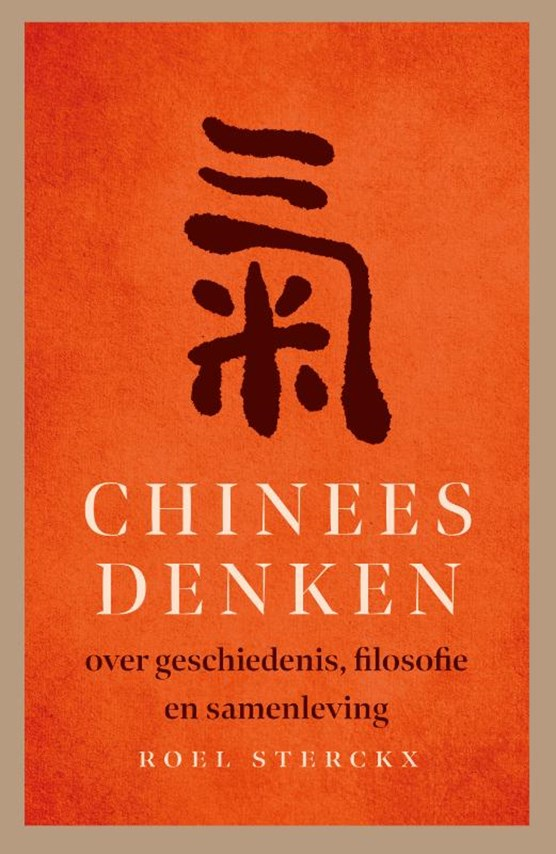 氣
CHINEES
DENKEN
over geschiedenis, filosofie
en samenleving
ROEL STERCKX